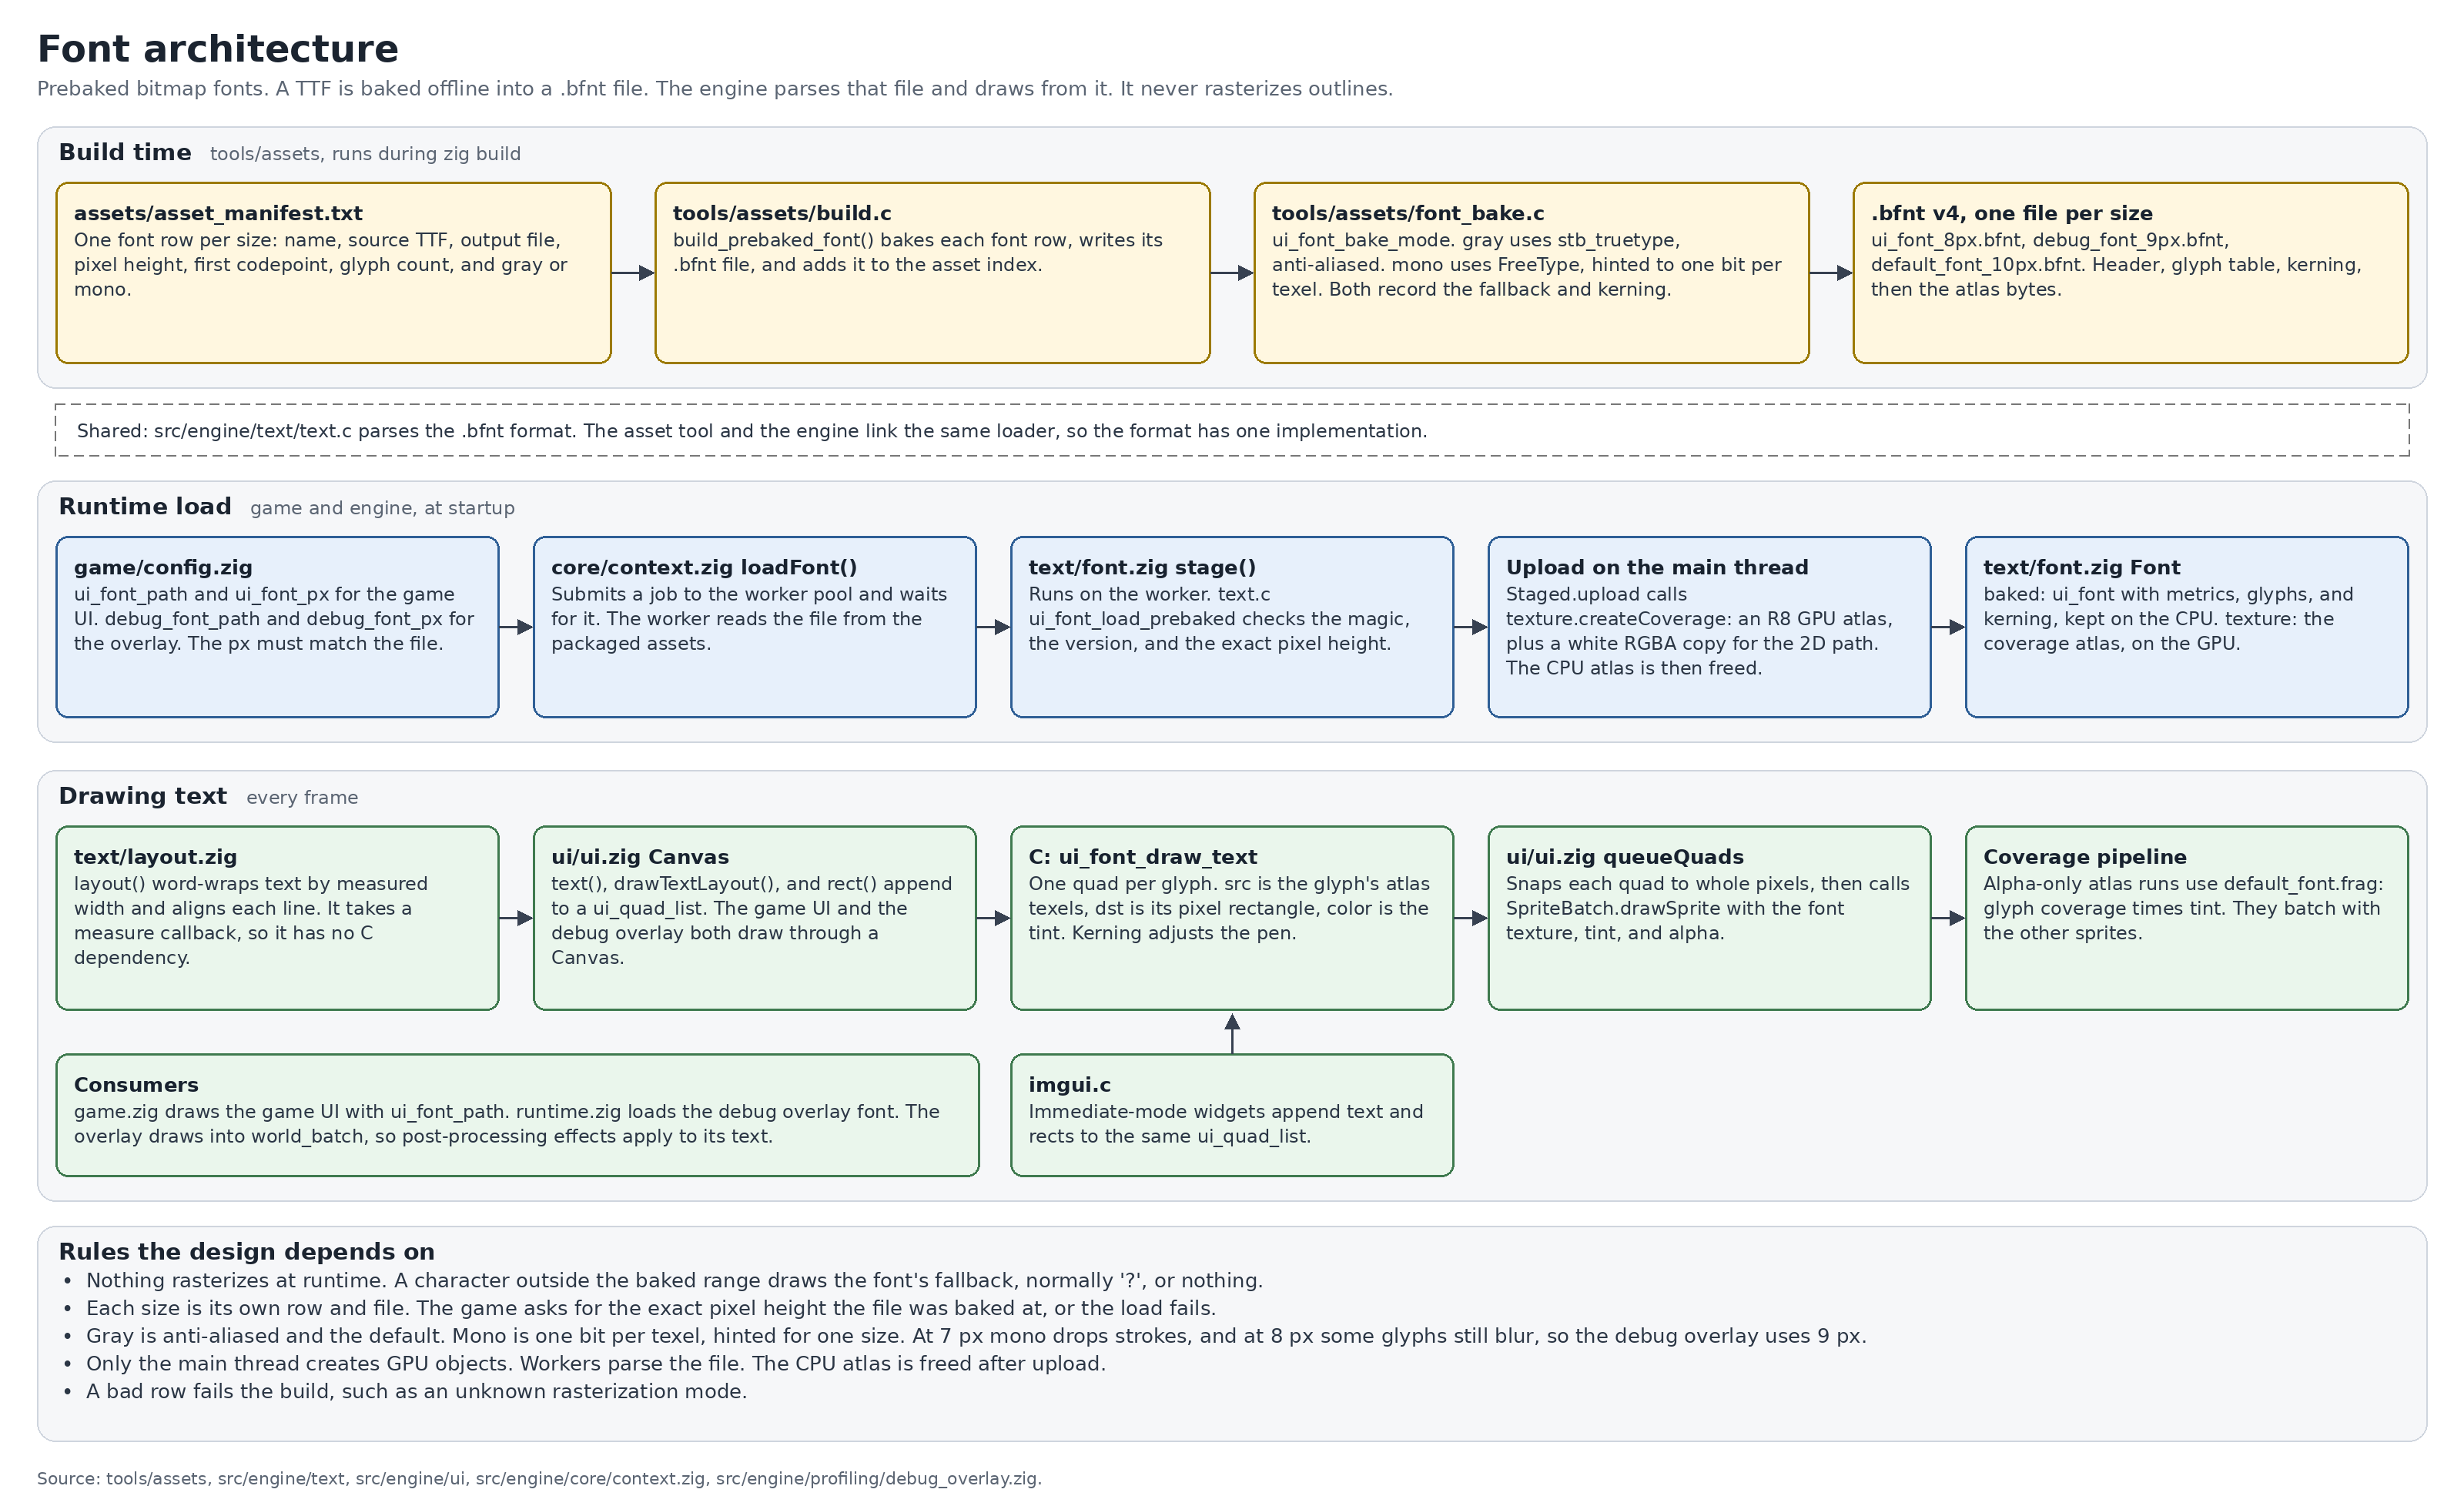 Font architecture
Prebaked bitmap fonts. A TTF is baked offline into a .bfnt file. The engine parses that file and draws from it. It never rasterizes outlines.
Build time tools/assets, runs during zig build
assets/asset_manifest.txt
One font row per size: name, source TTF, output file,
pixel height, first codepoint, glyph count, and gray or
mono.
tools/assets/build.c
build_prebaked_font() bakes each font row, writes its
.bfnt file, and adds it to the asset index.
tools/assets/font_bake.c
ui_font_bake_mode. gray uses stb_truetype,
anti-aliased. mono uses FreeType, hinted to one bit per
texel. Both record the fallback and kerning.
.bfnt v4, one file per size
ui_font_8px.bfnt, debug_font_9px.bfnt,
default_font_10px.bfnt. Header, glyph table, kerning,
then the atlas bytes.
Shared: src/engine/text/text.c parses the .bfnt format. The asset tool and the engine link the same loader, so the format has one implementation.
Runtime load game and engine, at startup
game/config.zig
ui_font_path and ui_font_px for the game
UI. debug_font_path and debug_font_px for
the overlay. The px must match the file.
core/context.zig loadFont()
Submits a job to the worker pool and waits
for it. The worker reads the file from the
packaged assets.
text/font.zig stage()
Runs on the worker. text.c
ui_font_load_prebaked checks the magic,
the version, and the exact pixel height.
Upload on the main thread
Staged.upload calls
texture.createCoverage: an R8 GPU atlas,
plus a white RGBA copy for the 2D path.
The CPU atlas is then freed.
text/font.zig Font
baked: ui_font with metrics, glyphs, and
kerning, kept on the CPU. texture: the
coverage atlas, on the GPU.
Drawing text every frame
text/layout.zig
layout() word-wraps text by measured
width and aligns each line. It takes a
measure callback, so it has no C
dependency.
ui/ui.zig Canvas
text(), drawTextLayout(), and rect() append
to a ui_quad_list. The game UI and the
debug overlay both draw through a
Canvas.
C: ui_font_draw_text
One quad per glyph. src is the glyph's atlas
texels, dst is its pixel rectangle, color is the
tint. Kerning adjusts the pen.
ui/ui.zig queueQuads
Snaps each quad to whole pixels, then calls
SpriteBatch.drawSprite with the font
texture, tint, and alpha.
Coverage pipeline
Alpha-only atlas runs use default_font.frag:
glyph coverage times tint. They batch with
the other sprites.
Consumers
game.zig draws the game UI with ui_font_path. runtime.zig loads the debug overlay font. The
overlay draws into world_batch, so post-processing effects apply to its text.
imgui.c
Immediate-mode widgets append text and
rects to the same ui_quad_list.
Rules the design depends on
• Nothing rasterizes at runtime. A character outside the baked range draws the font's fallback, normally '?', or nothing.
• Each size is its own row and file. The game asks for the exact pixel height the file was baked at, or the load fails.
• Gray is anti-aliased and the default. Mono is one bit per texel, hinted for one size. At 7 px mono drops strokes, and at 8 px some glyphs still blur, so the debug overlay uses 9 px.
• Only the main thread creates GPU objects. Workers parse the file. The CPU atlas is freed after upload.
• A bad row fails the build, such as an unknown rasterization mode.
Source: tools/assets, src/engine/text, src/engine/ui, src/engine/core/context.zig, src/engine/profiling/debug_overlay.zig.